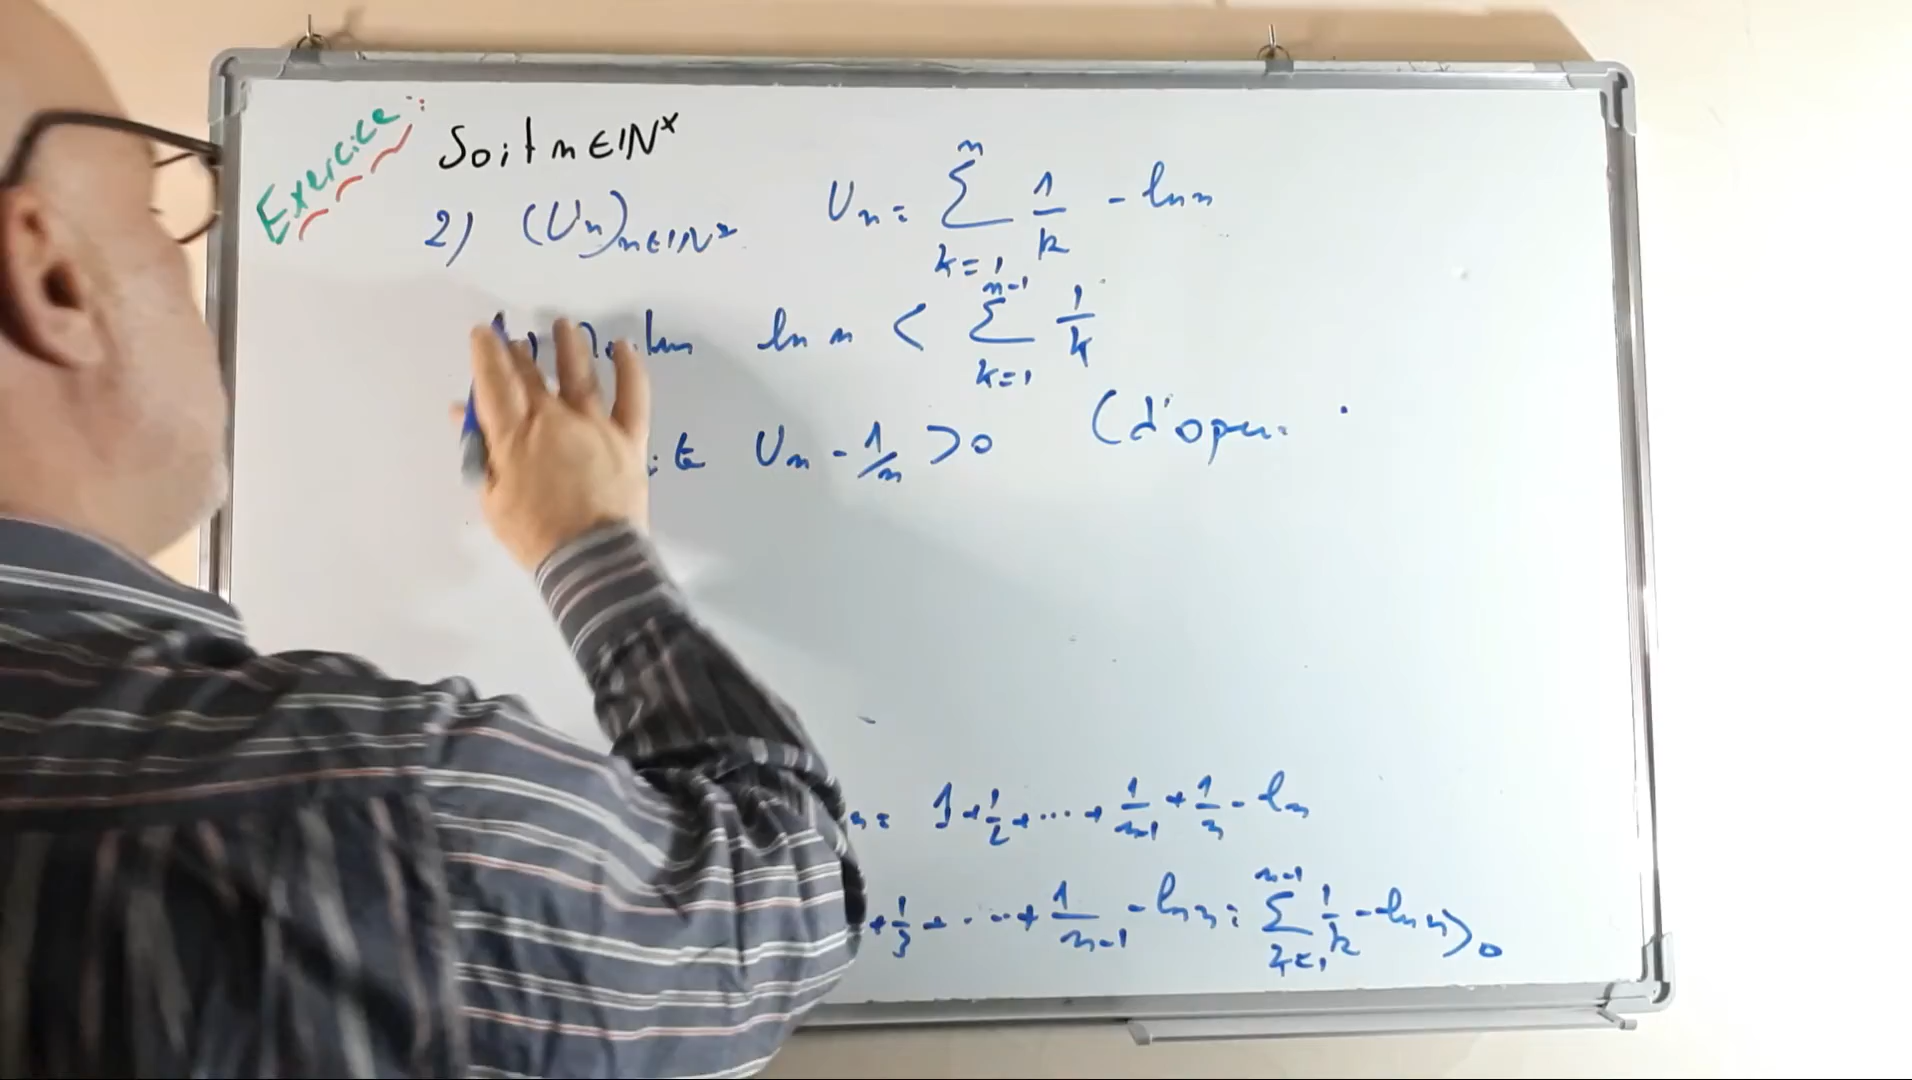 Exercice :
Soit n ∈ IN*
2) (Un)n∈IN* Un = ∑_{k=1}^{n} 1/k - ln n
ln n < ∑_{k=1}^{n-1} 1/k
Un - 1/n > 0 (d'opr.
n = 1 + 1/2 + ... + 1/n-1 + 1/n - ln
+ 1/3 + ... + 1/n-1 - ln n = ∑_{k=1}^{n-1} 1/k - ln n > 0